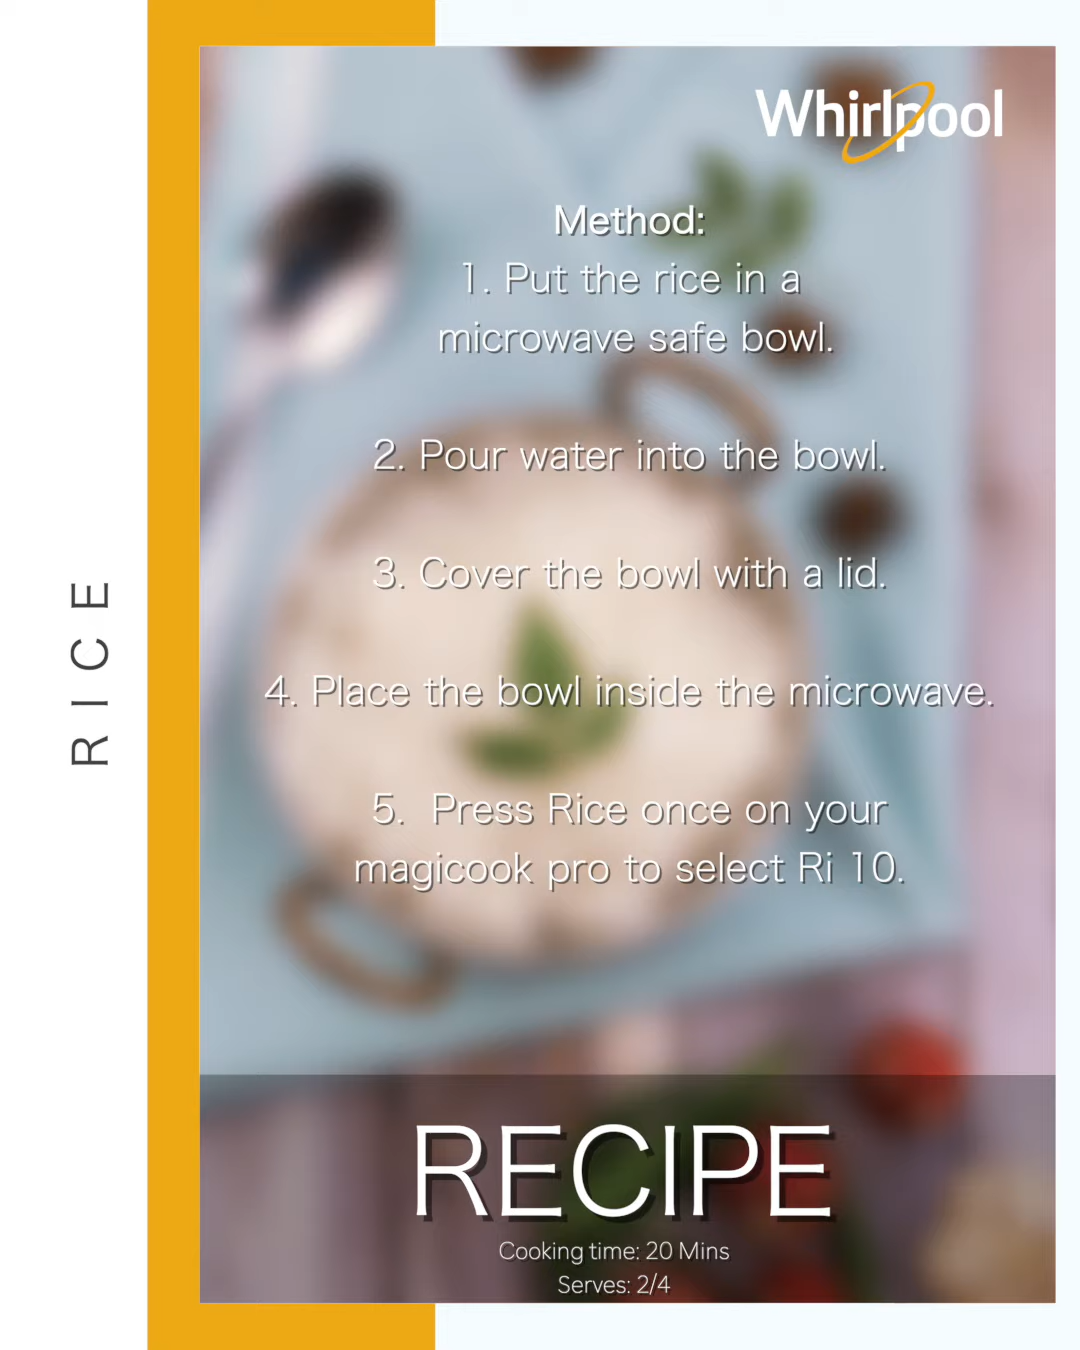 Whirlpool
Method:
1. Put the rice in a
microwave safe bowl.
2. Pour water into the bowl.
3. Cover the bowl with a lid.
4. Place the bowl inside the microwave.
5. Press Rice once on your
magicook pro to select Ri 10.
RICE
RECIPE
Cooking time: 20 Mins
Serves: 2/4